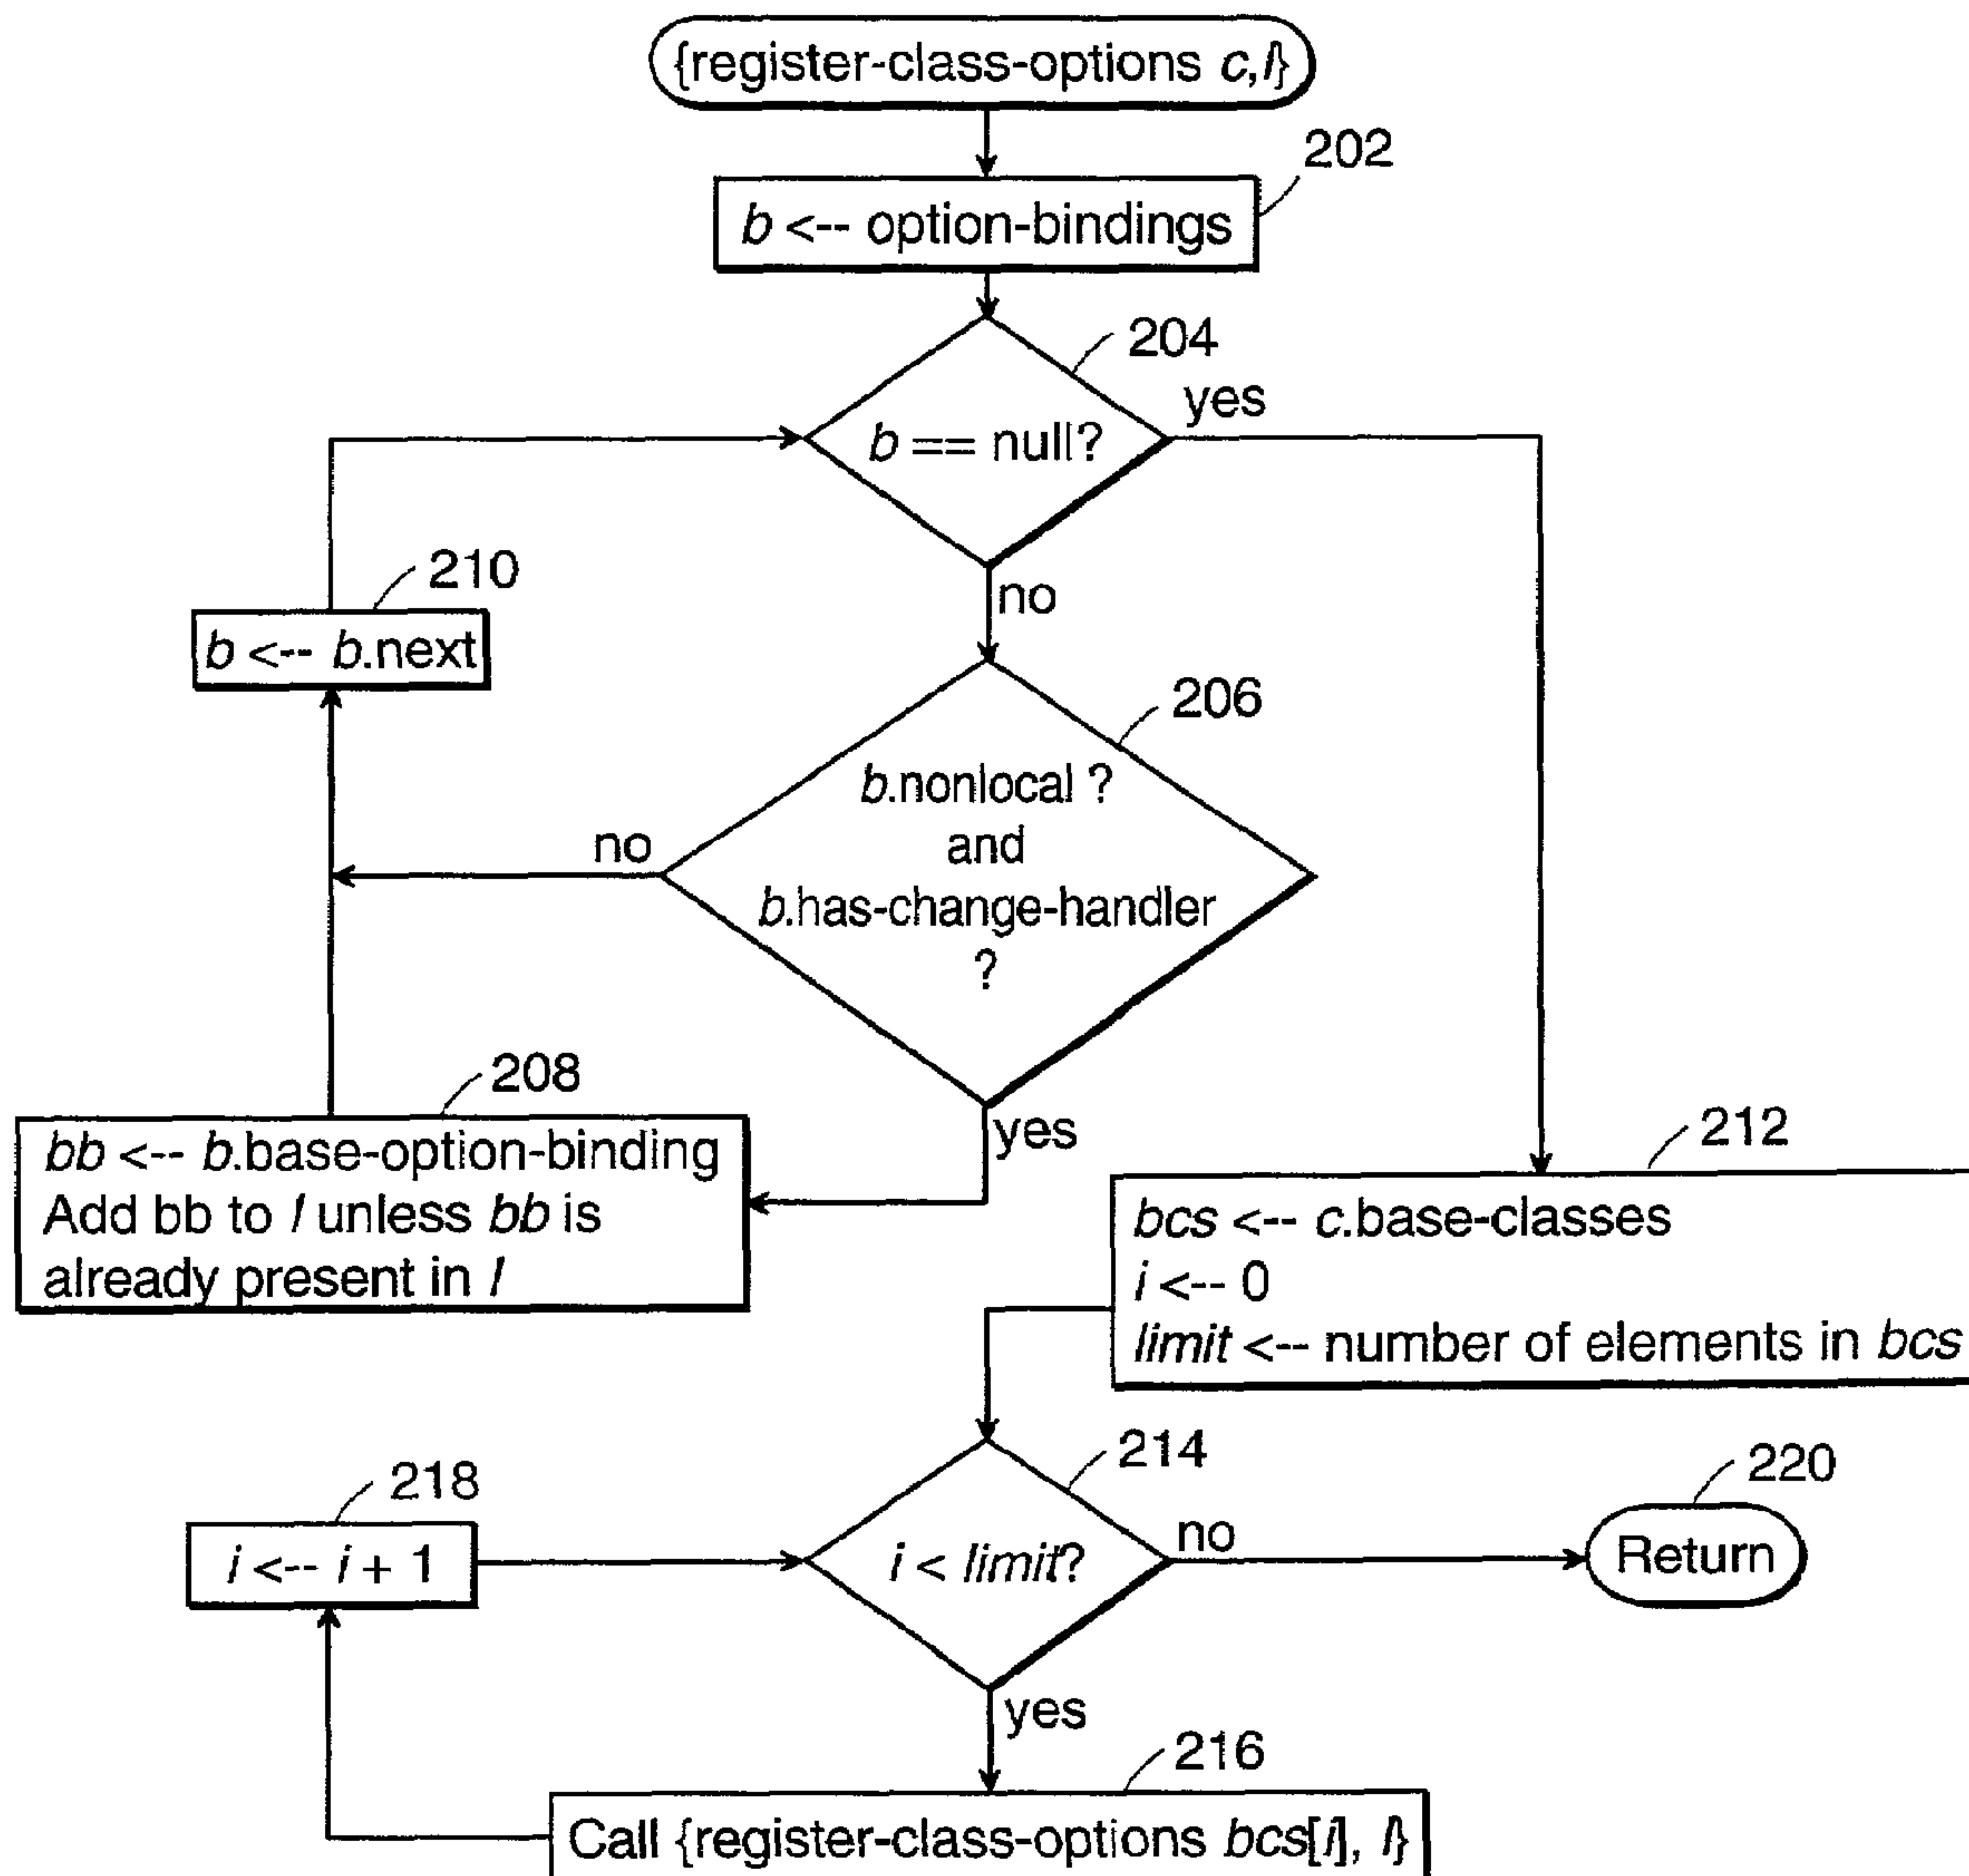 {register-class-options c,l}
202
b <-- option-bindings
204
yes
b == null?
210
no
b <-- b.next
206
b.nonlocal ?
and
b.has-change-handler
?
no
208
yes
bb <-- b.base-option-binding
Add bb to l unless bb is
already present in l
212
bcs <-- c.base-classes
i <-- 0
limit <-- number of elements in bcs
214
220
218
i <-- i + 1
i < limit?
no
Return
yes
216
Call {register-class-options bcs[i], l}